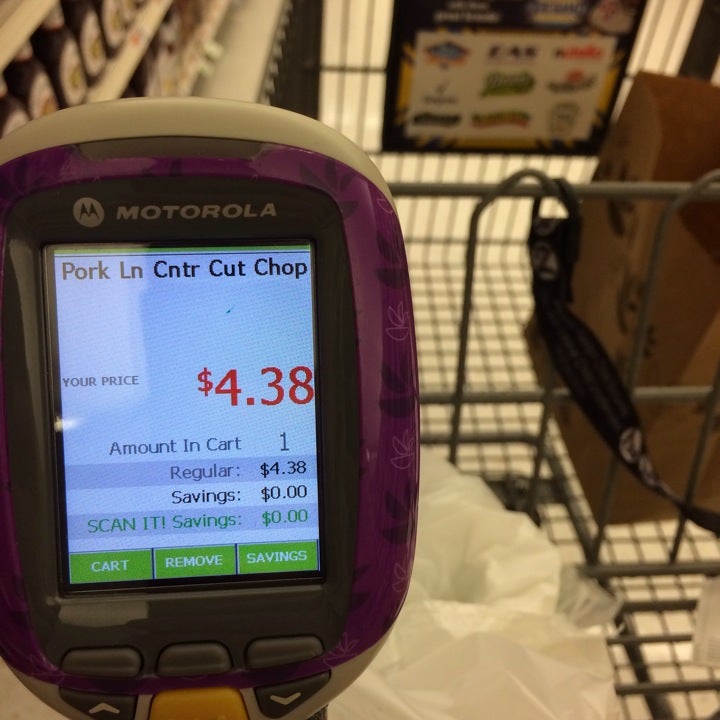 MOTOROLA
Pork Ln Cntr Cut Chop
YOUR PRICE $4.38
Amount In Cart 1
Regular: $4.38
Savings: $0.00
SCAN IT! Savings: $0.00
CART REMOVE SAVINGS